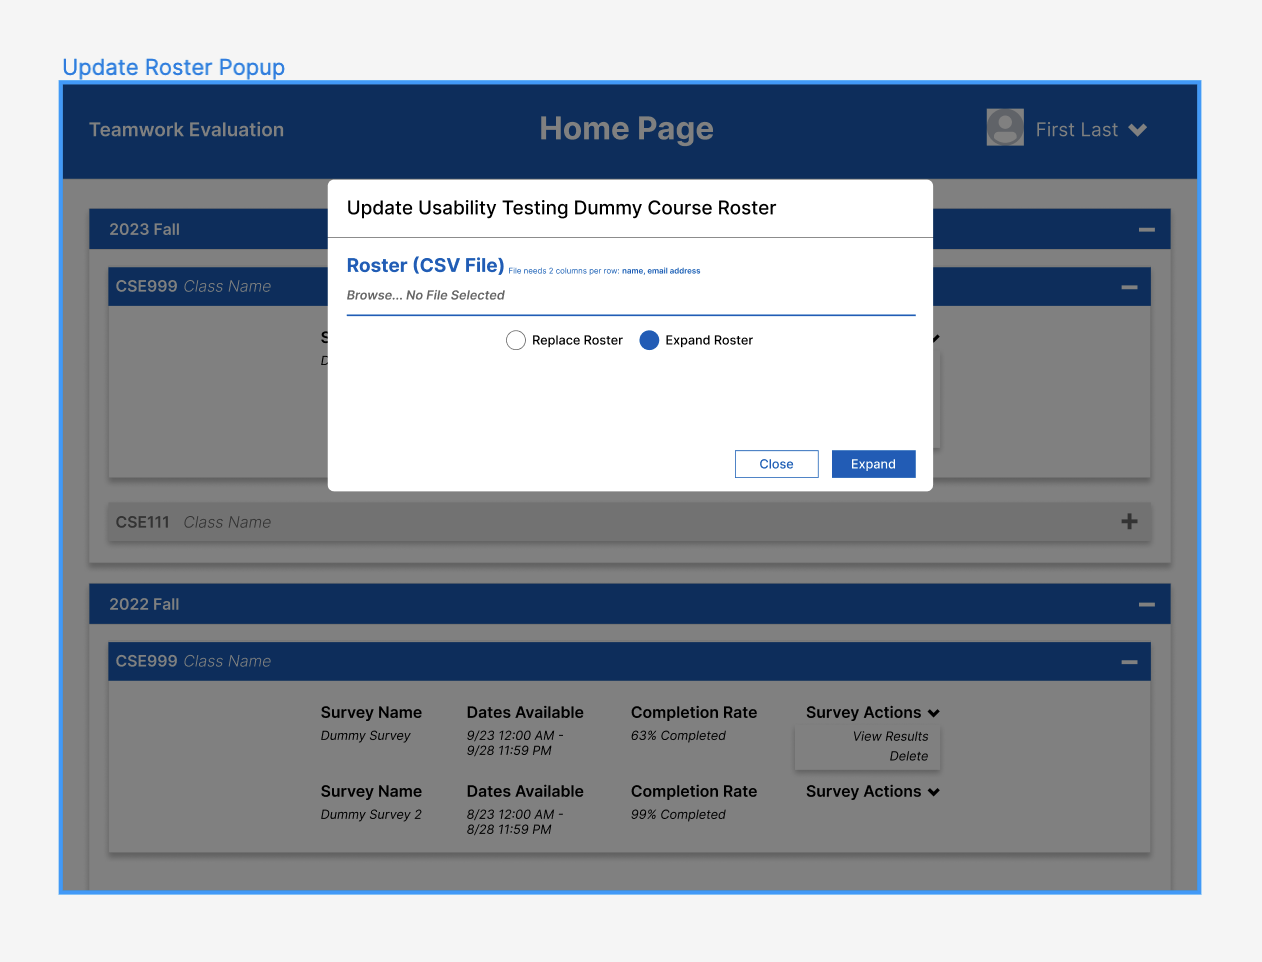 Update Roster Popup
Teamwork Evaluation
Home Page
First Last
Update Usability Testing Dummy Course Roster
2023 Fall
Roster (CSV File) File needs 2 columns per row: name, email address
CSE999 Class Name
Browse... No File Selected
Replace Roster
Expand Roster
Close
Expand
CSE111 Class Name
2022 Fall
CSE999 Class Name
Survey Name Dates Available Completion Rate Survey Actions
Dummy Survey 9/23 12:00 AM - 63% Completed View Results
9/28 11:59 PM Delete
Survey Name Dates Available Completion Rate Survey Actions
Dummy Survey 2 8/23 12:00 AM - 99% Completed
8/28 11:59 PM